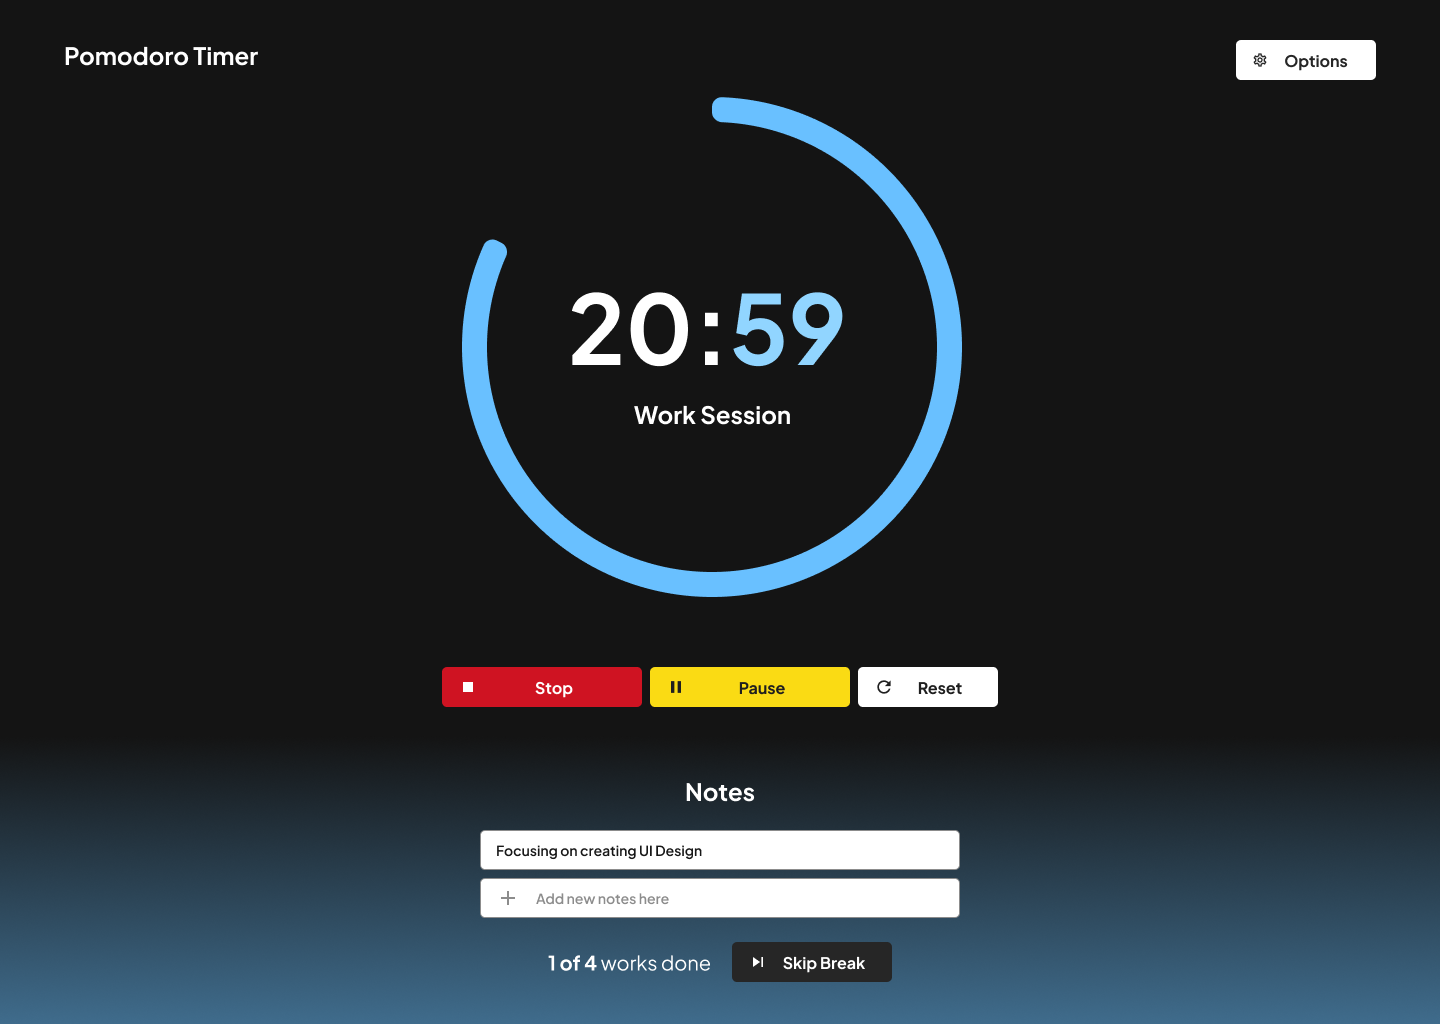 Pomodoro Timer
Options
20:59
Work Session
Stop
Pause
Reset
Notes
Focusing on creating UI Design
Add new notes here
1 of 4 works done
Skip Break